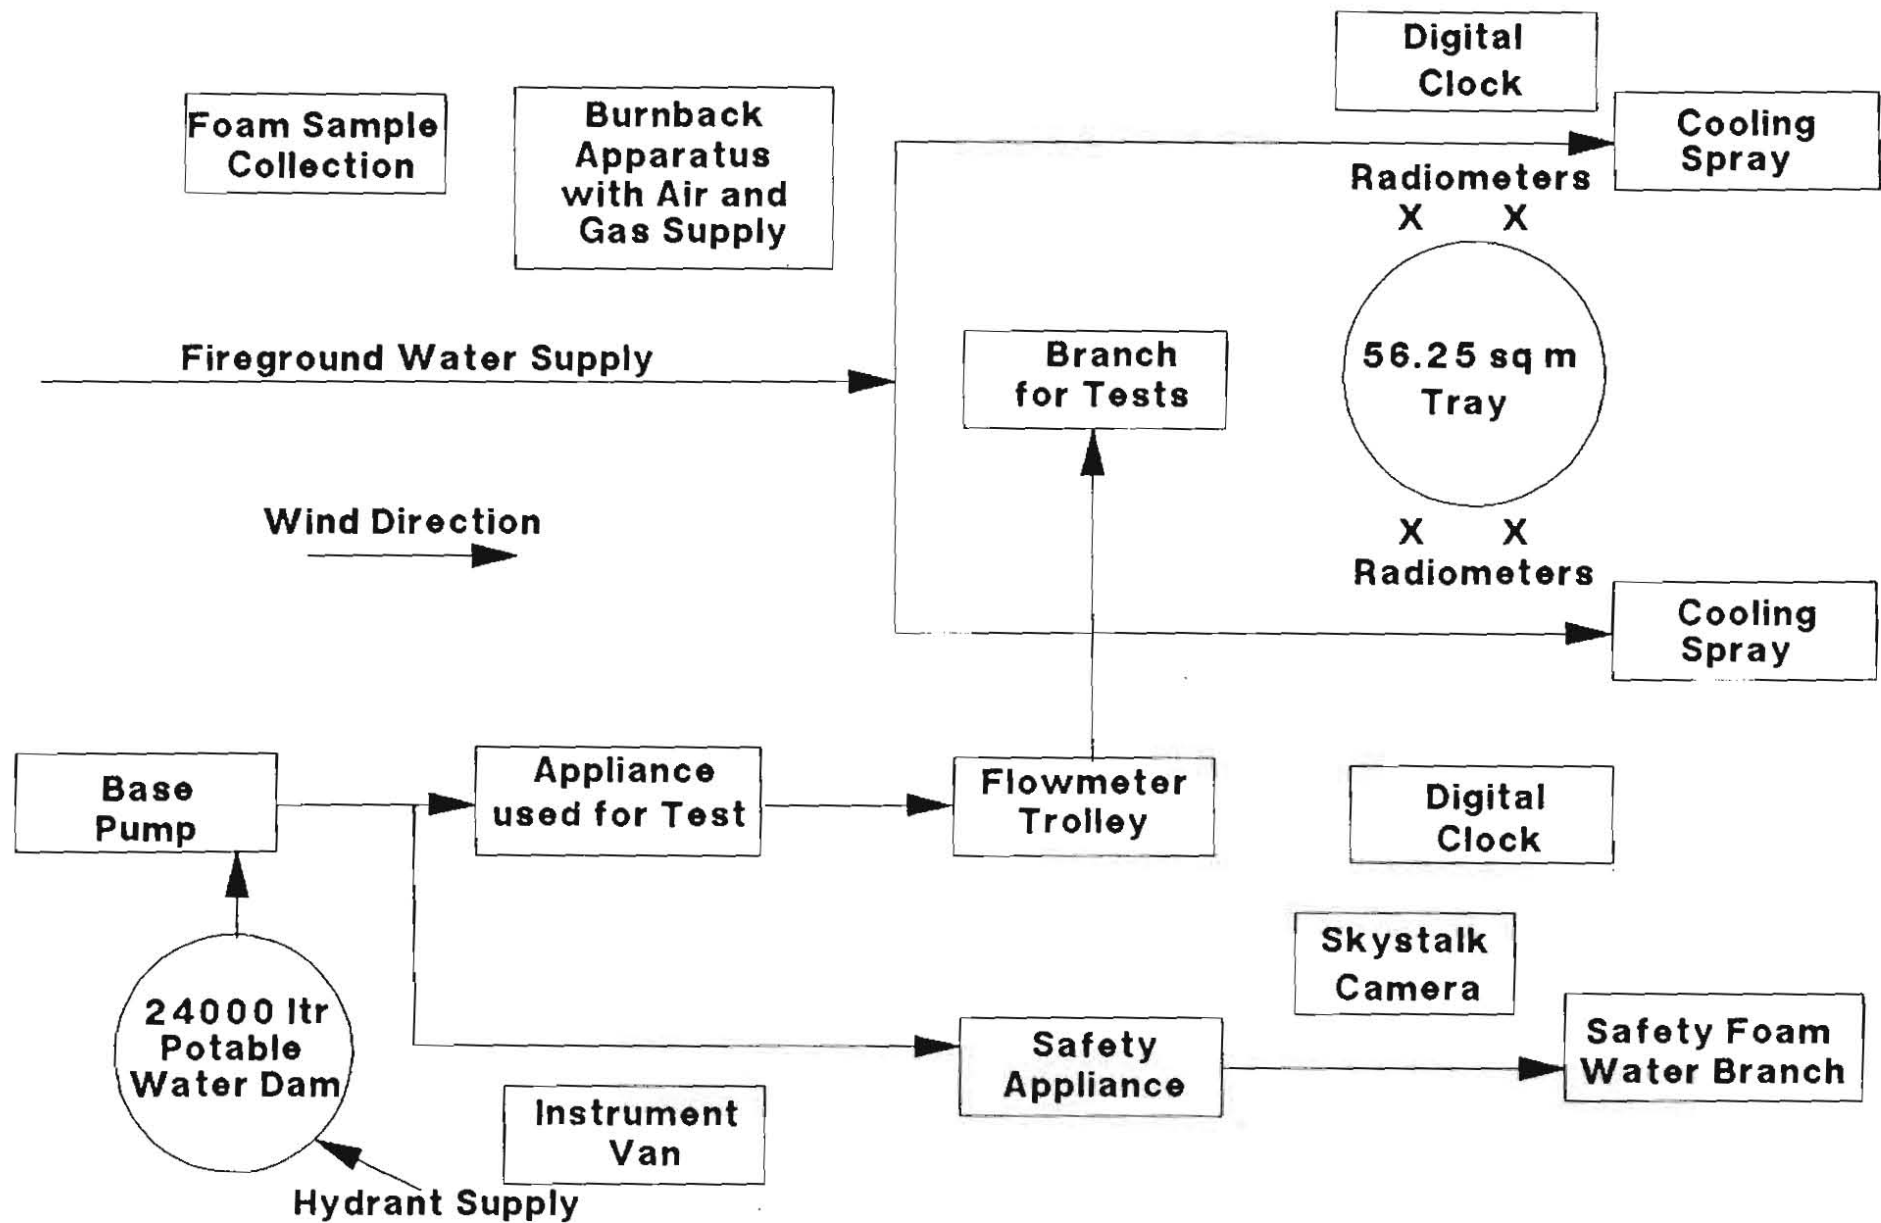 Digital
Clock
Foam Sample
Collection
Burnback
Apparatus
with Air and
Gas Supply
Cooling
Spray
Radiometers
X X
Fireground Water Supply
Branch
for Tests
56.25 sq m
Tray
Wind Direction
X X
Radiometers
Cooling
Spray
Base
Pump
Appliance
used for Test
Flowmeter
Trolley
Digital
Clock
Skystalk
Camera
24000 ltr
Potable
Water Dam
Safety
Appliance
Safety Foam
Water Branch
Instrument
Van
Hydrant Supply